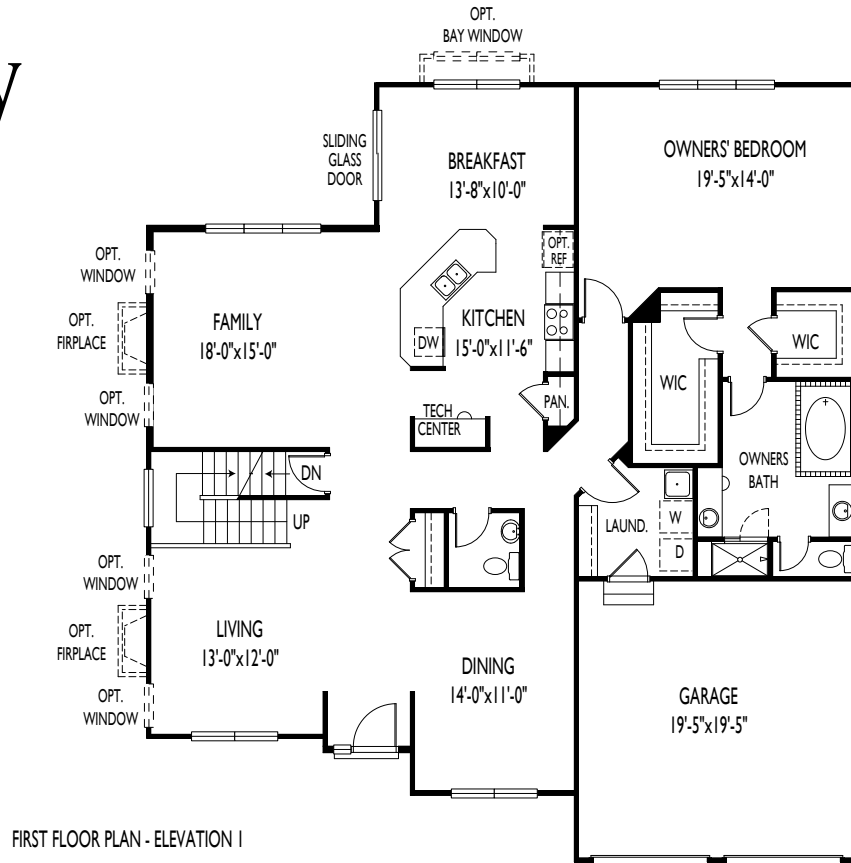 y
OPT.
BAY WINDOW
SLIDING
GLASS
DOOR
BREAKFAST
13'-8"x10'-0"
OWNERS' BEDROOM
19'-5"x14'-0"
OPT.
WINDOW
OPT.
REF
OPT.
FIRPLACE
FAMILY
18'-0"x15'-0"
KITCHEN
15'-0"x11'-6"
DW
WIC
WIC
OPT.
WINDOW
TECH
CENTER
PAN.
OWNERS
BATH
DN
UP
LAUND.
W
D
OPT.
WINDOW
OPT.
FIRPLACE
LIVING
13'-0"x12'-0"
OPT.
WINDOW
DINING
14'-0"x11'-0"
GARAGE
19'-5"x19'-5"
FIRST FLOOR PLAN - ELEVATION 1